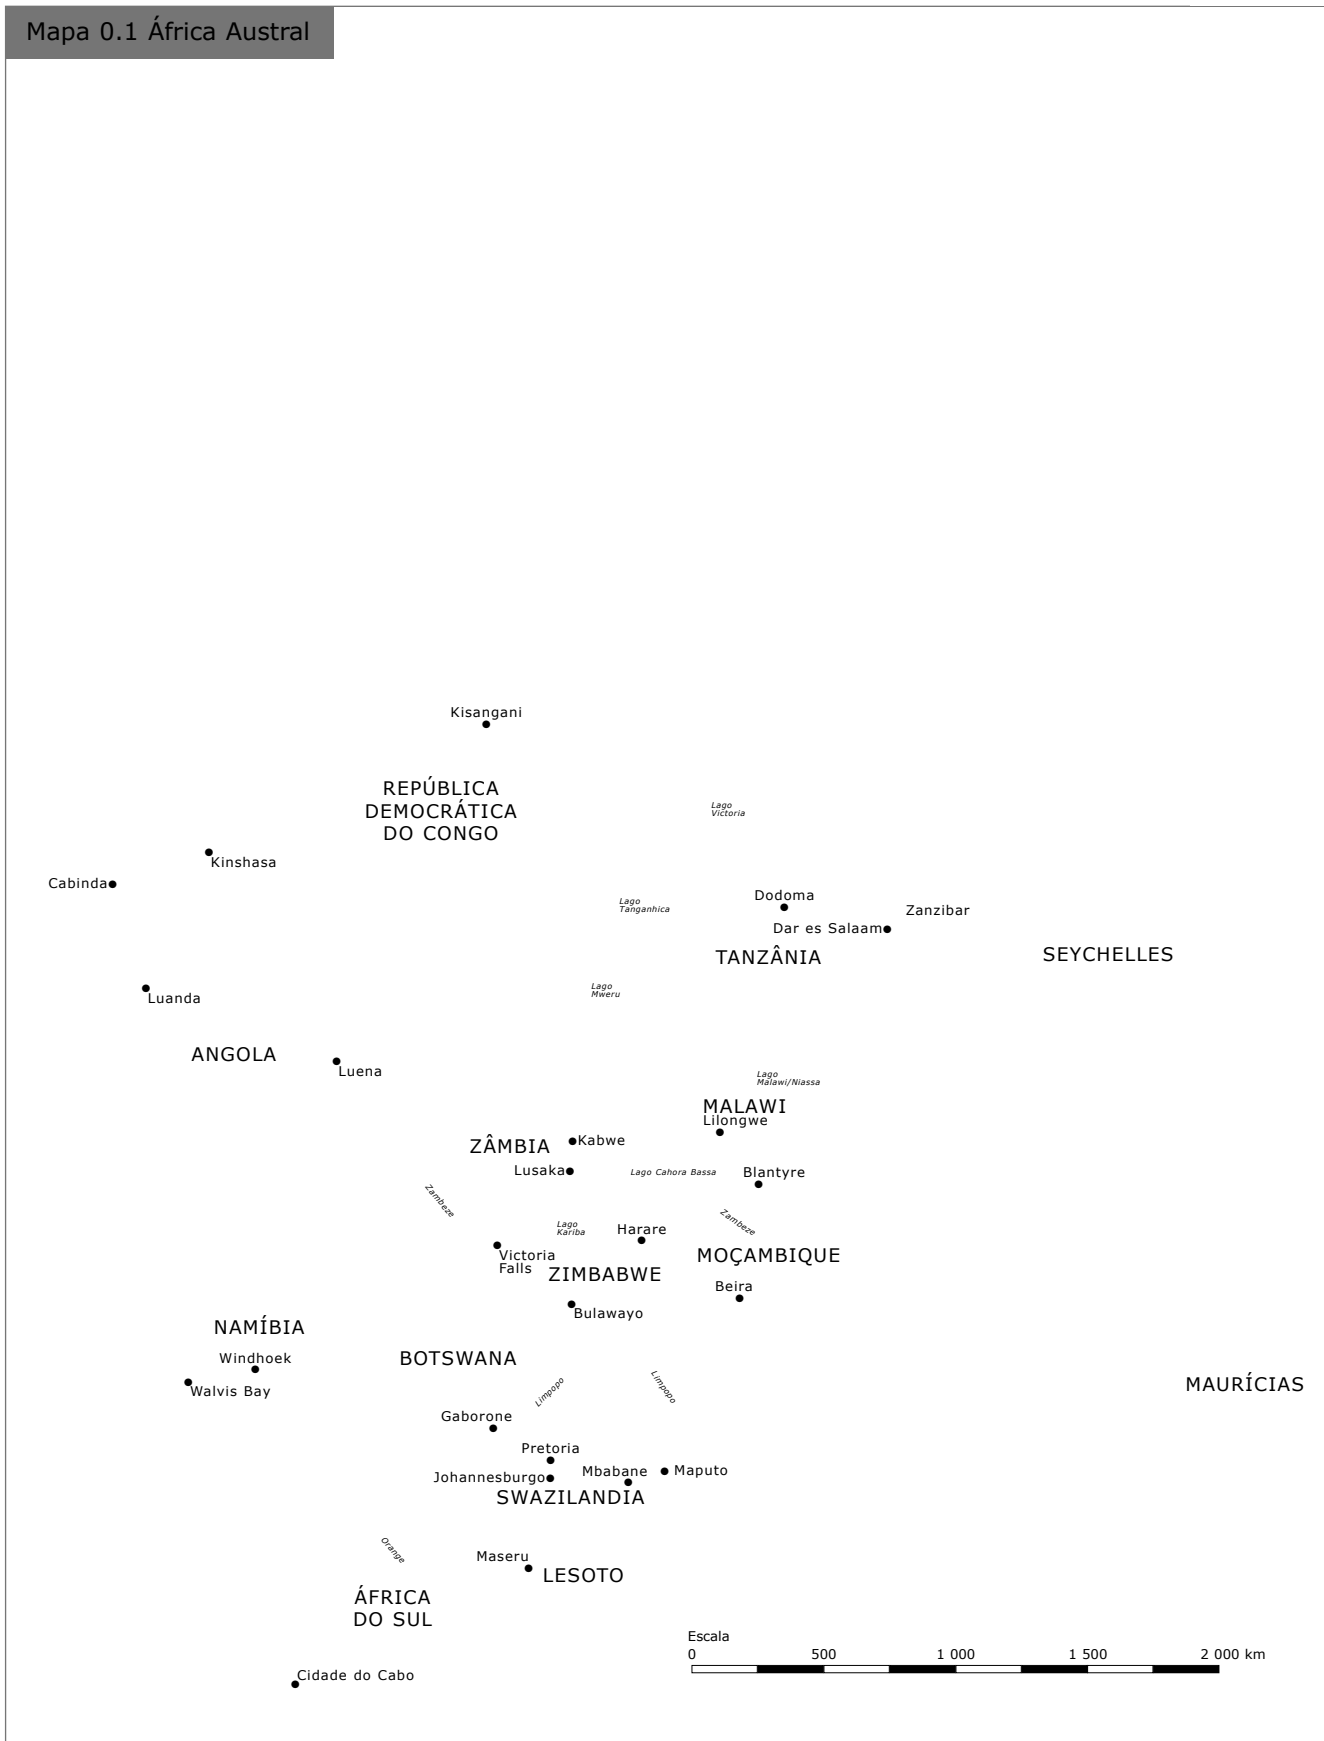 Mapa 0.1 África Austral
Kisangani
REPÚBLICA
DEMOCRÁTICA
DO CONGO
Lago
Victoria
Kinshasa
Cabinda
Lago
Tanganhica
Dodoma
Zanzibar
Dar es Salaam
TANZÂNIA
SEYCHELLES
Lago
Mweru
Luanda
ANGOLA
Luena
Lago
Malawi/Niassa
MALAWI
Lilongwe
ZÂMBIA
Kabwe
Lusaka
Lago Cahora Bassa
Blantyre
Zambeze
Zambeze
Lago
Kariba
Harare
Victoria
Falls
MOÇAMBIQUE
ZIMBABWE
Beira
Bulawayo
NAMÍBIA
Windhoek
BOTSWANA
Walvis Bay
Limpopo
Limpopo
MAURÍCIAS
Gaborone
Pretoria
Johannesburgo
Mbabane
Maputo
SWAZILANDIA
Orange
Maseru
LESOTO
ÁFRICA
DO SUL
Escala
0 500 1 000 1 500 2 000 km
Cidade do Cabo